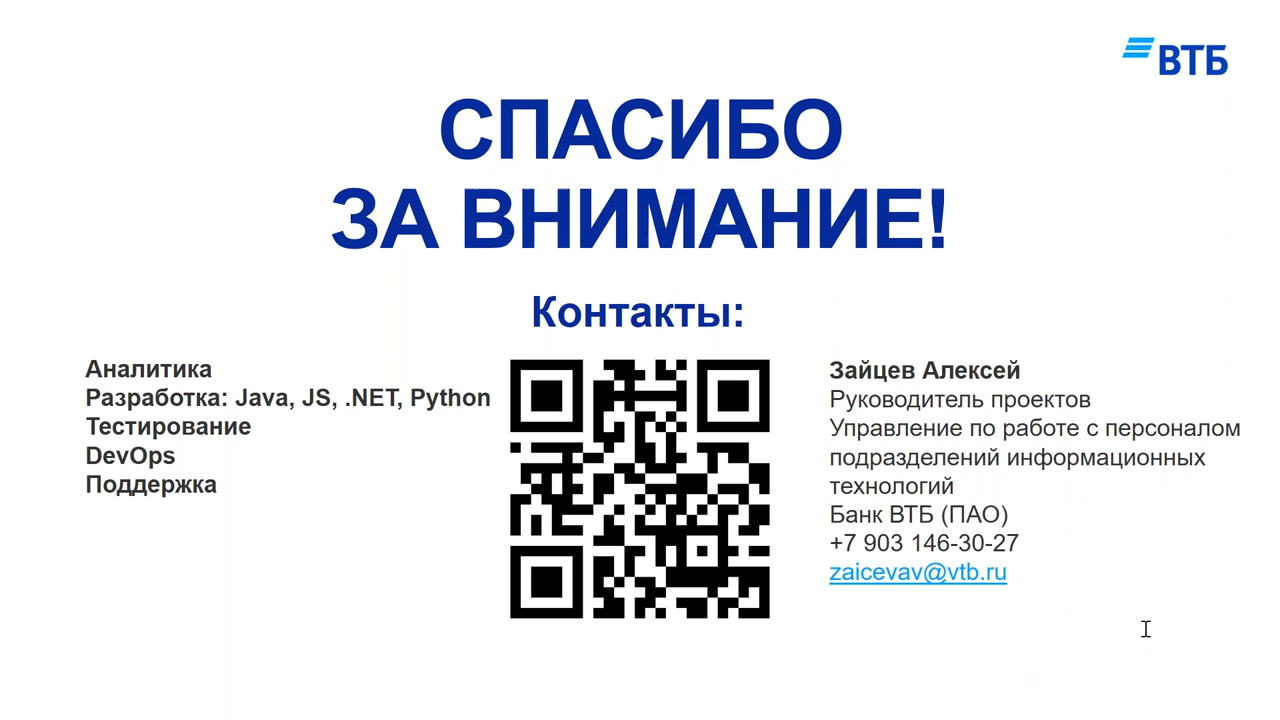 ВТБ
СПАСИБО
ЗА ВНИМАНИЕ!
Контакты:
Аналитика
Разработка: Java, JS, .NET, Python
Тестирование
DevOps
Поддержка
Зайцев Алексей
Руководитель проектов
Управление по работе с персоналом
подразделений информационных
технологий
Банк ВТБ (ПАО)
+7 903 146-30-27
zaicevav@vtb.ru